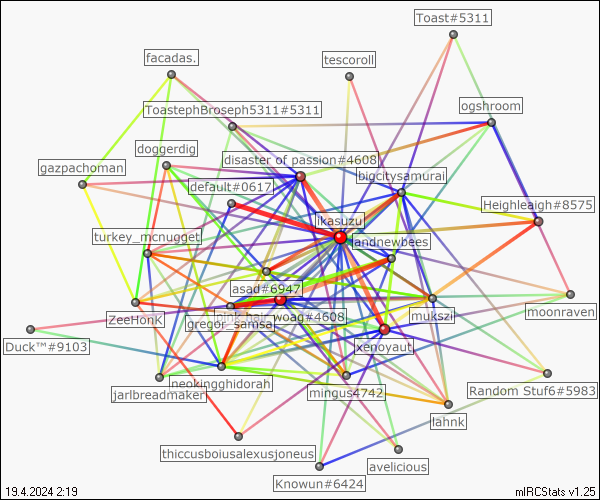 Toast#5311
facadas.
tescoroll
ToastephBroseph5311#5311
ogshroom
doggerdig
disaster of passion#4608
gazpachoman
default#0617
bigcitysamurai
ikasuzu
Heighleaigh#8575
turkey_mcnugget
andnewbees
asad#6947
ZeeHonK
gregor_samsa
woag#4608
mukszi
moonraven
Duck™#9103
xenoyaut
jarlbreadmaker
neokingghidorah
mingus4742
Random Stuf6#5983
lahnk
thiccusboiusalexusjoneus
avelicious
Knowun#6424
19.4.2024 2:19
mIRCStats v1.25